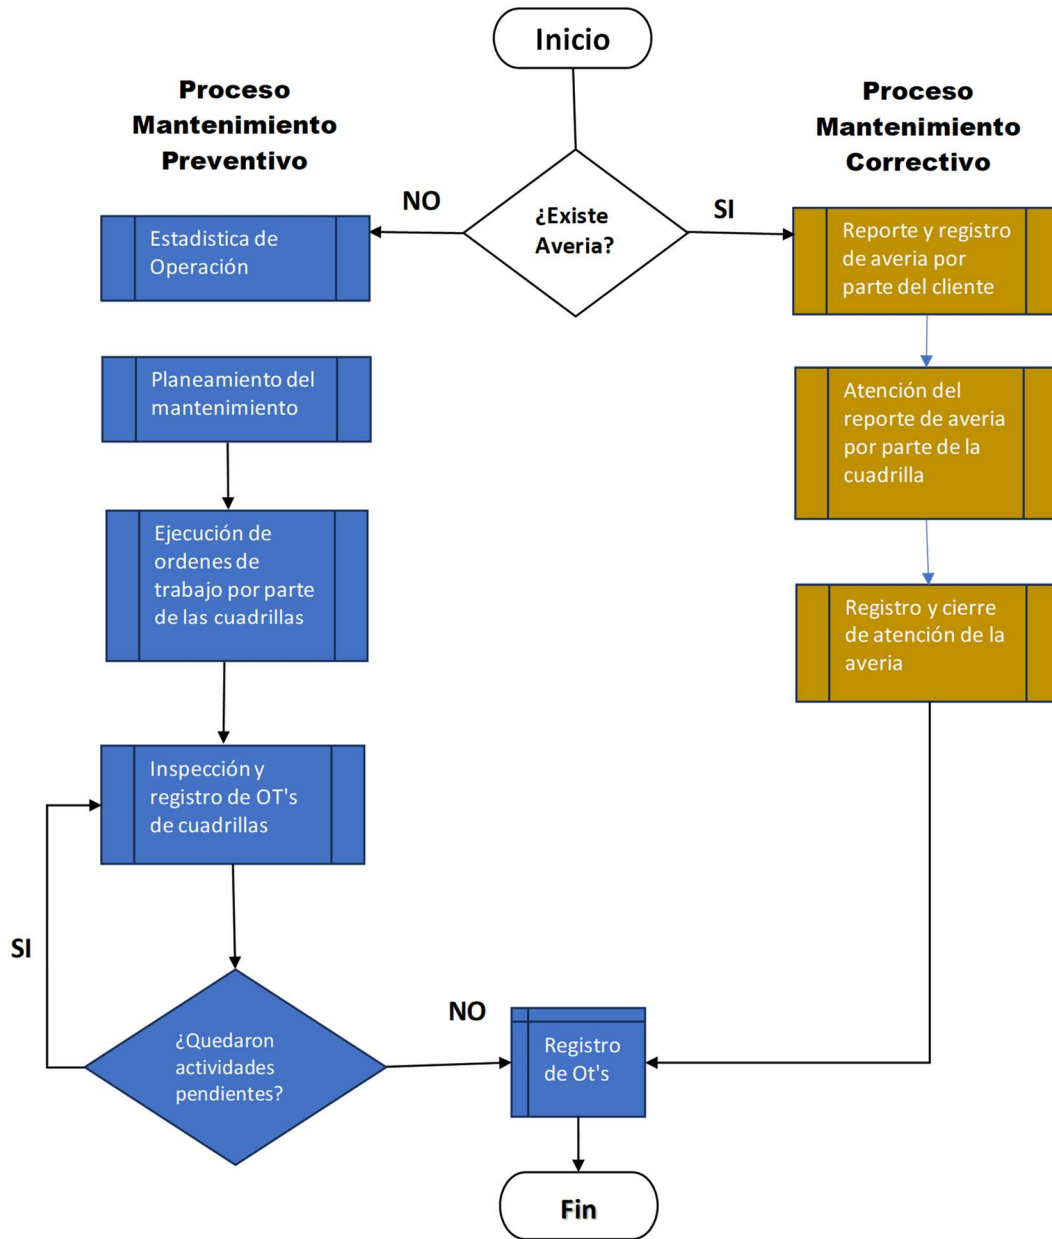 Inicio
Proceso
Mantenimiento
Preventivo
Proceso
Mantenimiento
Correctivo
NO
¿Existe
Averia?
SI
Estadistica de
Operación
Reporte y registro
de averia por
parte del cliente
Planeamiento del
mantenimiento
Atención del
reporte de averia
por parte de la
cuadrilla
Ejecución de
ordenes de
trabajo por parte
de las cuadrillas
Registro y cierre
de atención de la
averia
Inspección y
registro de OT's
de cuadrillas
SI
¿Quedaron
actividades
pendientes?
NO
Registro
de Ot's
Fin